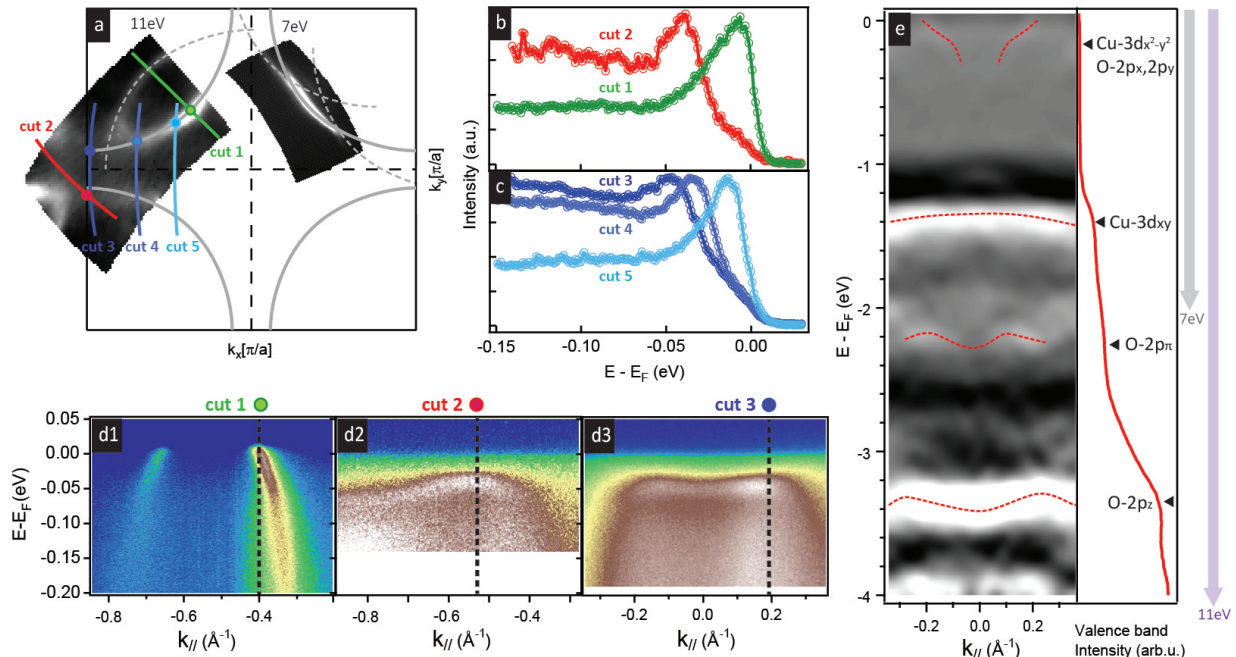 a
11eV
7eV
cut 2
cut 1
cut 3
cut 4
cut 5
k_x[π/a]
k_y[π/a]
b
cut 2
cut 1
Intensity (a.u.)
c
cut 3
cut 4
cut 5
-0.15 -0.10 -0.05 0.00
E - E_F (eV)
cut 1
cut 2
cut 3
d1
d2
d3
0.05
0.00
-0.05
-0.10
-0.15
-0.20
E-E_F (eV)
-0.8 -0.6 -0.4
-0.8 -0.6 -0.4
-0.2 0.0 0.2
k_// (Å⁻¹)
k_// (Å⁻¹)
k_// (Å⁻¹)
e
0
-1
-2
-3
-4
E - E_F (eV)
Cu-3dx²-y²
O-2px,2py
Cu-3dxy
O-2pπ
O-2pz
7eV
11eV
-0.2 0.0 0.2
k_// (Å⁻¹)
Valence band
Intensity (arb.u.)